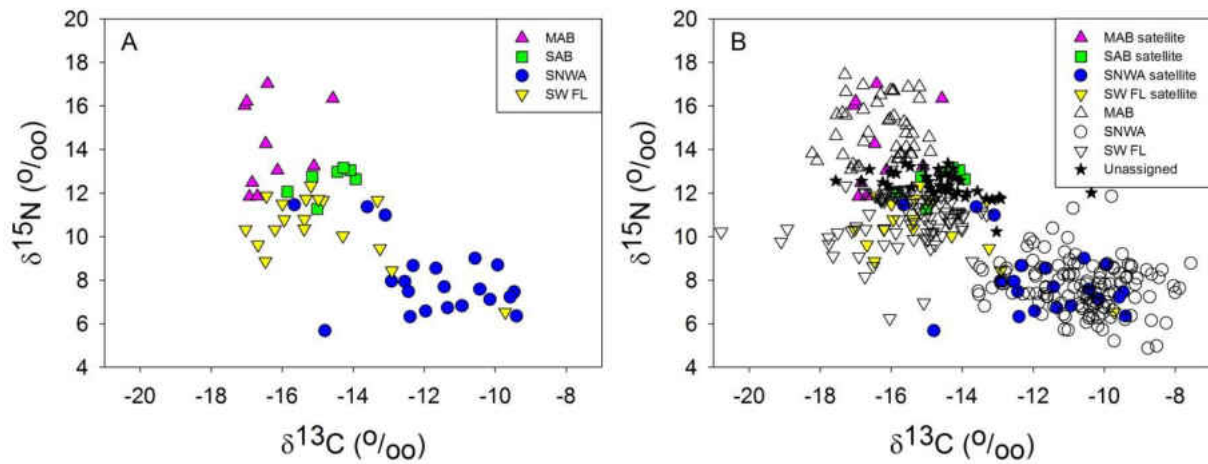 A
MAB
SAB
SNWA
SW FL
20
18
16
14
12
10
8
6
4
-20 -18 -16 -14 -12 -10 -8
δ15N (o/oo)
δ13C (o/oo)
B
MAB satellite
SAB satellite
SNWA satellite
SW FL satellite
MAB
SNWA
SW FL
Unassigned
20
18
16
14
12
10
8
6
4
-20 -18 -16 -14 -12 -10 -8
δ15N (o/oo)
δ13C (o/oo)